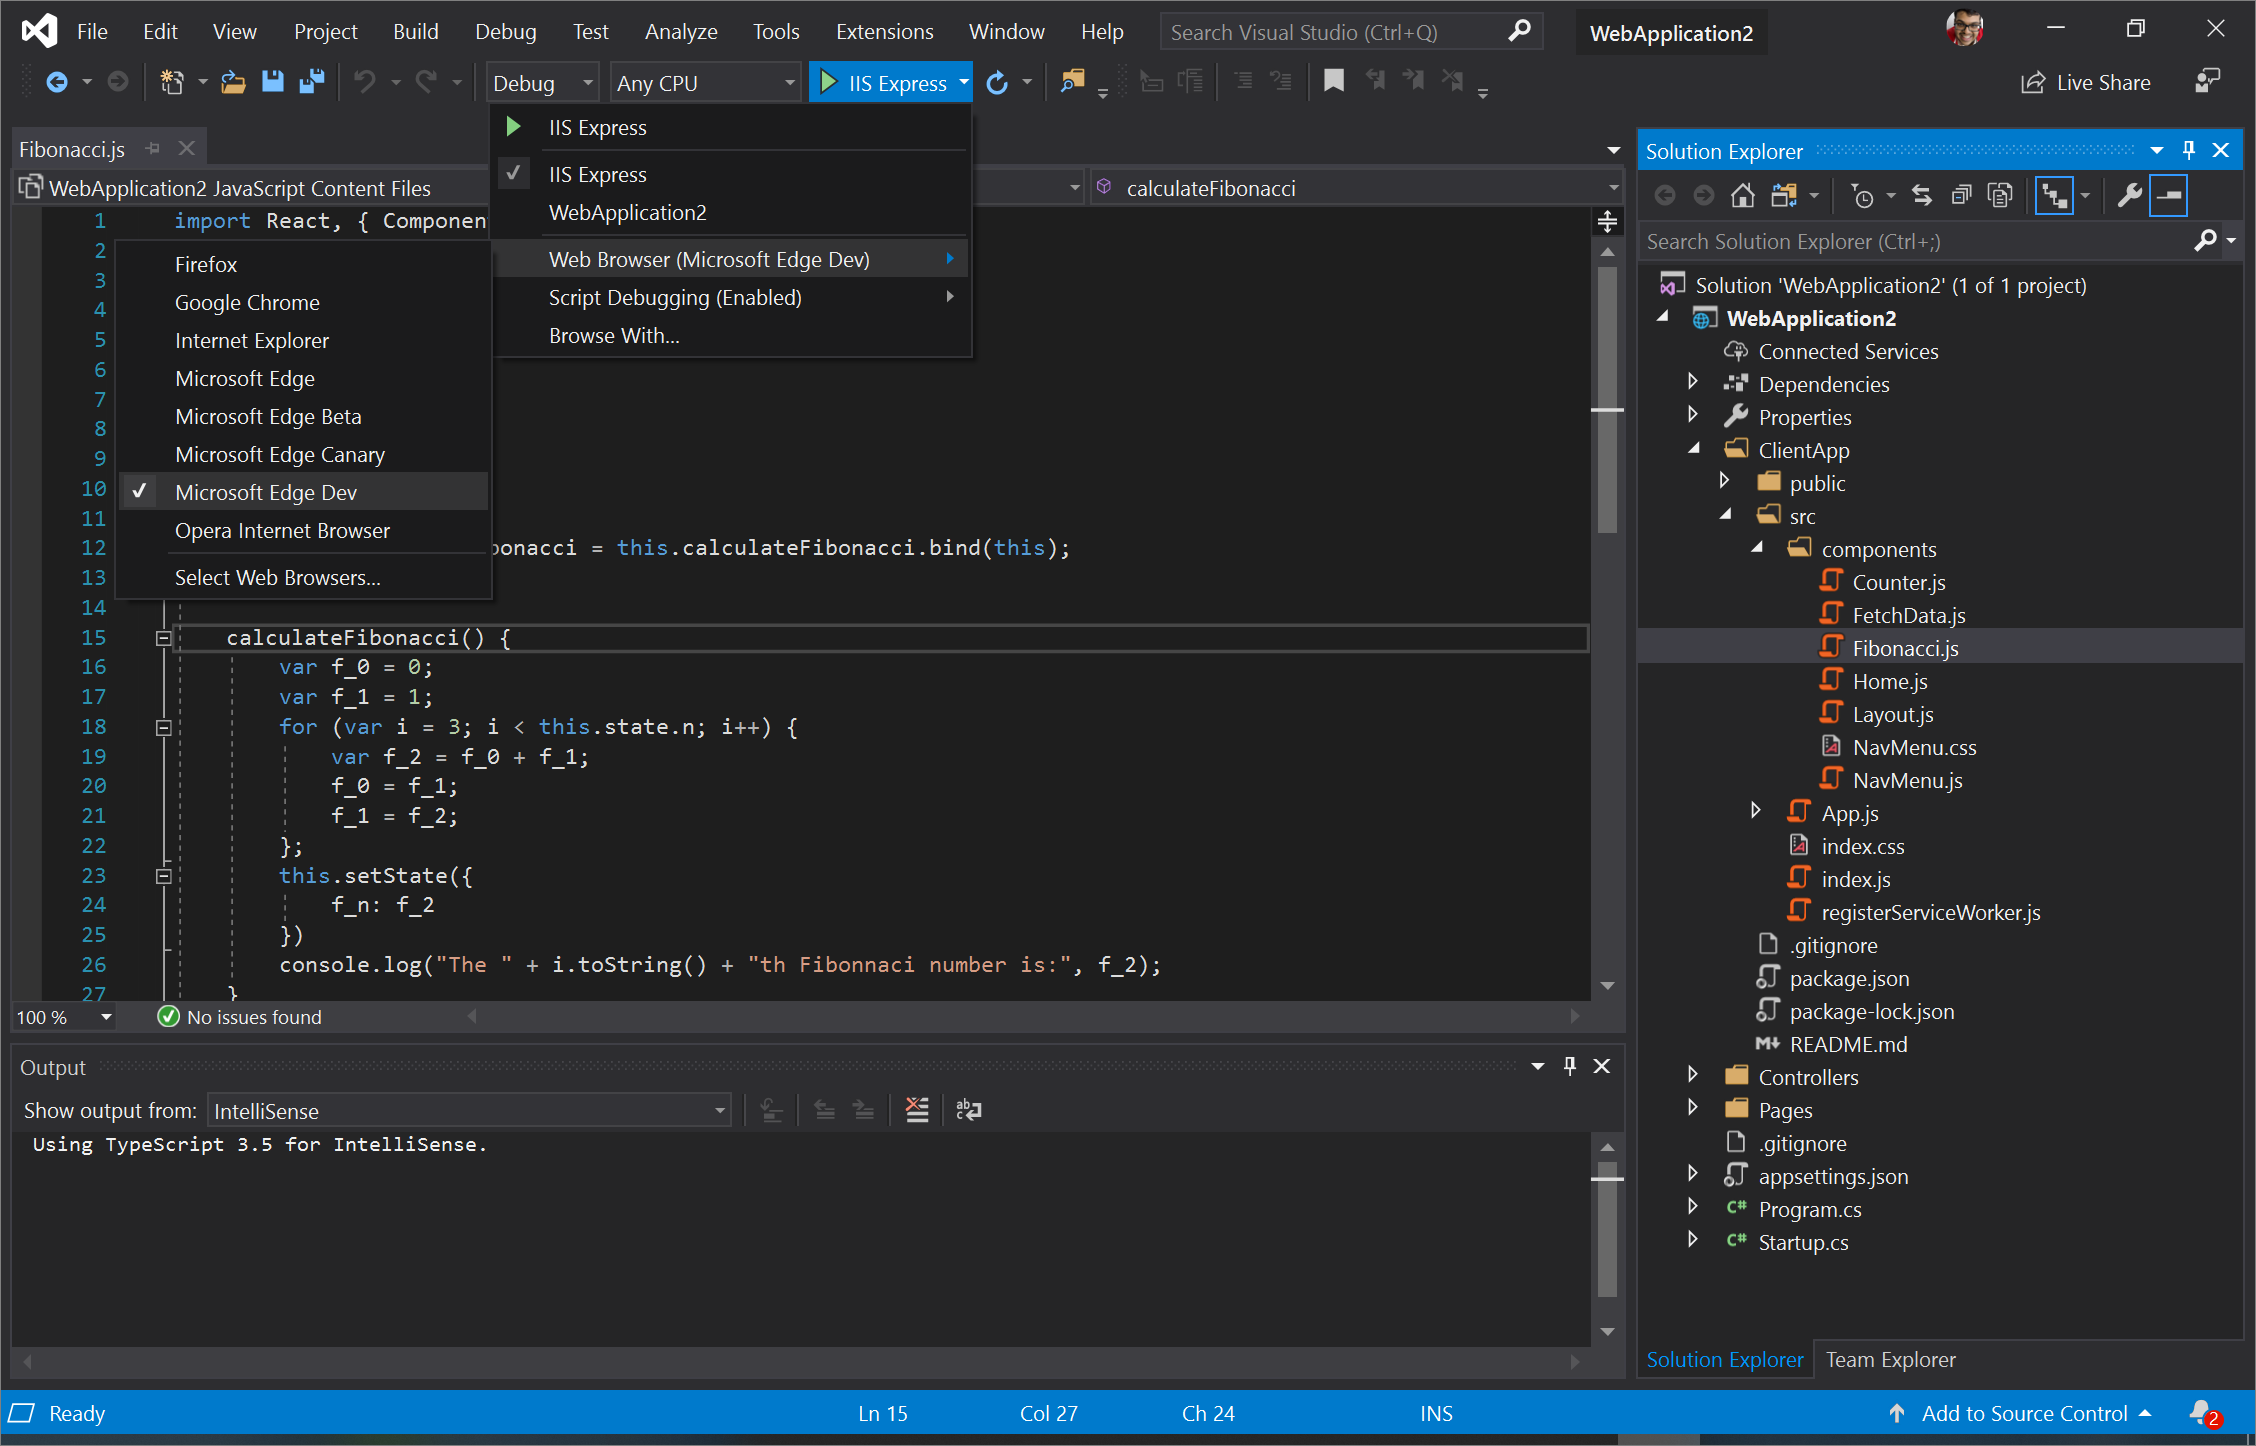 File Edit View Project Build Debug Test Analyze Tools Extensions Window Help Search Visual Studio (Ctrl+Q) WebApplication2
Debug Any CPU IIS Express Live Share
IIS Express
IIS Express
WebApplication2
Web Browser (Microsoft Edge Dev)
Script Debugging (Enabled)
Browse With...
Firefox
Google Chrome
Internet Explorer
Microsoft Edge
Microsoft Edge Beta
Microsoft Edge Canary
Microsoft Edge Dev
Opera Internet Browser
Select Web Browsers...
Fibonacci.js
WebApplication2 JavaScript Content Files calculateFibonacci
1 import React, { Component
2
3
4
5
6
7
8
9
10
11
12 onacci = this.calculateFibonacci.bind(this);
13
14
15 calculateFibonacci() {
16 var f_0 = 0;
17 var f_1 = 1;
18 for (var i = 3; i < this.state.n; i++) {
19 var f_2 = f_0 + f_1;
20 f_0 = f_1;
21 f_1 = f_2;
22 };
23 this.setState({
24 f_n: f_2
25 })
26 console.log("The " + i.toString() + "th Fibonnaci number is:", f_2);
27 }
100 % No issues found
Output
Show output from: IntelliSense
Using TypeScript 3.5 for IntelliSense.
Solution Explorer
Search Solution Explorer (Ctrl+;)
Solution 'WebApplication2' (1 of 1 project)
WebApplication2
Connected Services
Dependencies
Properties
ClientApp
public
src
components
Counter.js
FetchData.js
Fibonacci.js
Home.js
Layout.js
NavMenu.css
NavMenu.js
App.js
index.css
index.js
registerServiceWorker.js
.gitignore
package.json
package-lock.json
README.md
Controllers
Pages
.gitignore
appsettings.json
C# Program.cs
C# Startup.cs
Solution Explorer Team Explorer
Ready Ln 15 Col 27 Ch 24 INS Add to Source Control 2